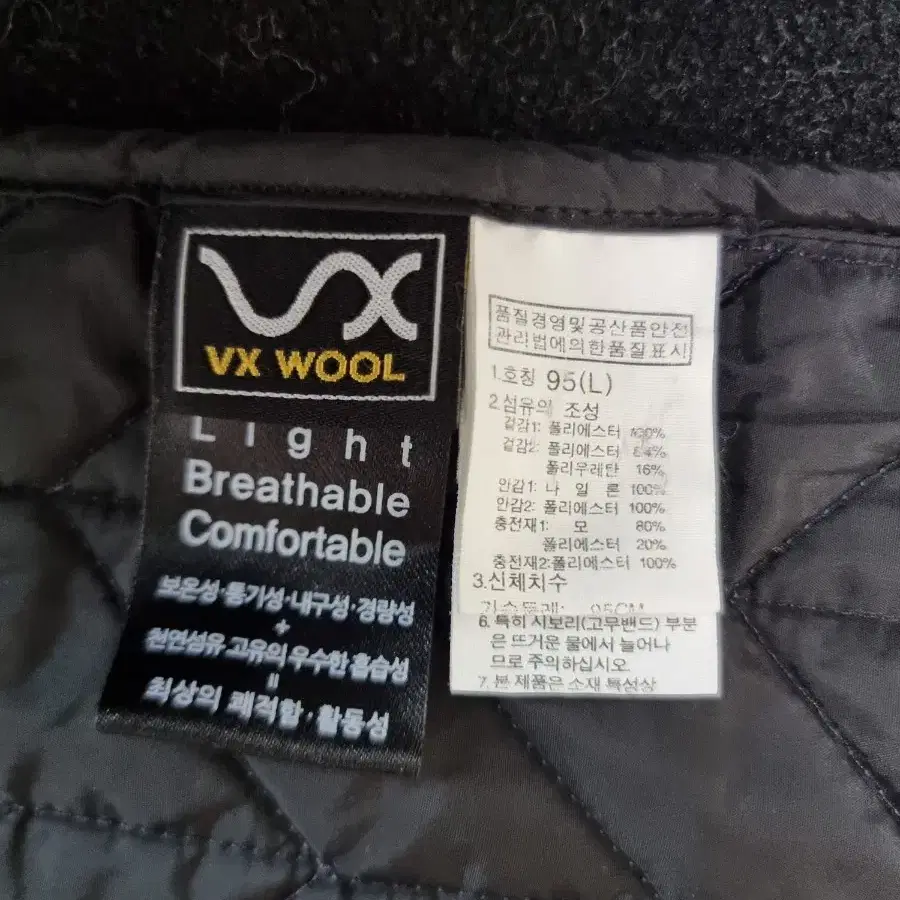 VX
VX WOOL
Light
Breathable
Comfortable
보온성·통기성·내구성·경량성
+
천연섬유 고유의 우수한 흡습성
=
최상의 쾌적함·활동성
품질경영및공산품안전
관리법에의한품질표시
1.호칭 95(L)
2.섬유의 조성
겉감1: 폴리에스터 100%
겉감2: 폴리에스터 84%
폴리우레탄 16%
안감1: 나 일 론 100%
안감2: 폴리에스터 100%
충전재1: 모 80%
폴리에스터 20%
충전재2:폴리에스터 100%
3.신체치수
가슴둘레: 95CM
6. 특히 시보리(고무밴드) 부분
은 뜨거운 물에서 늘어나
므로 주의하십시오.
7. 본 제품은 소재 특성상